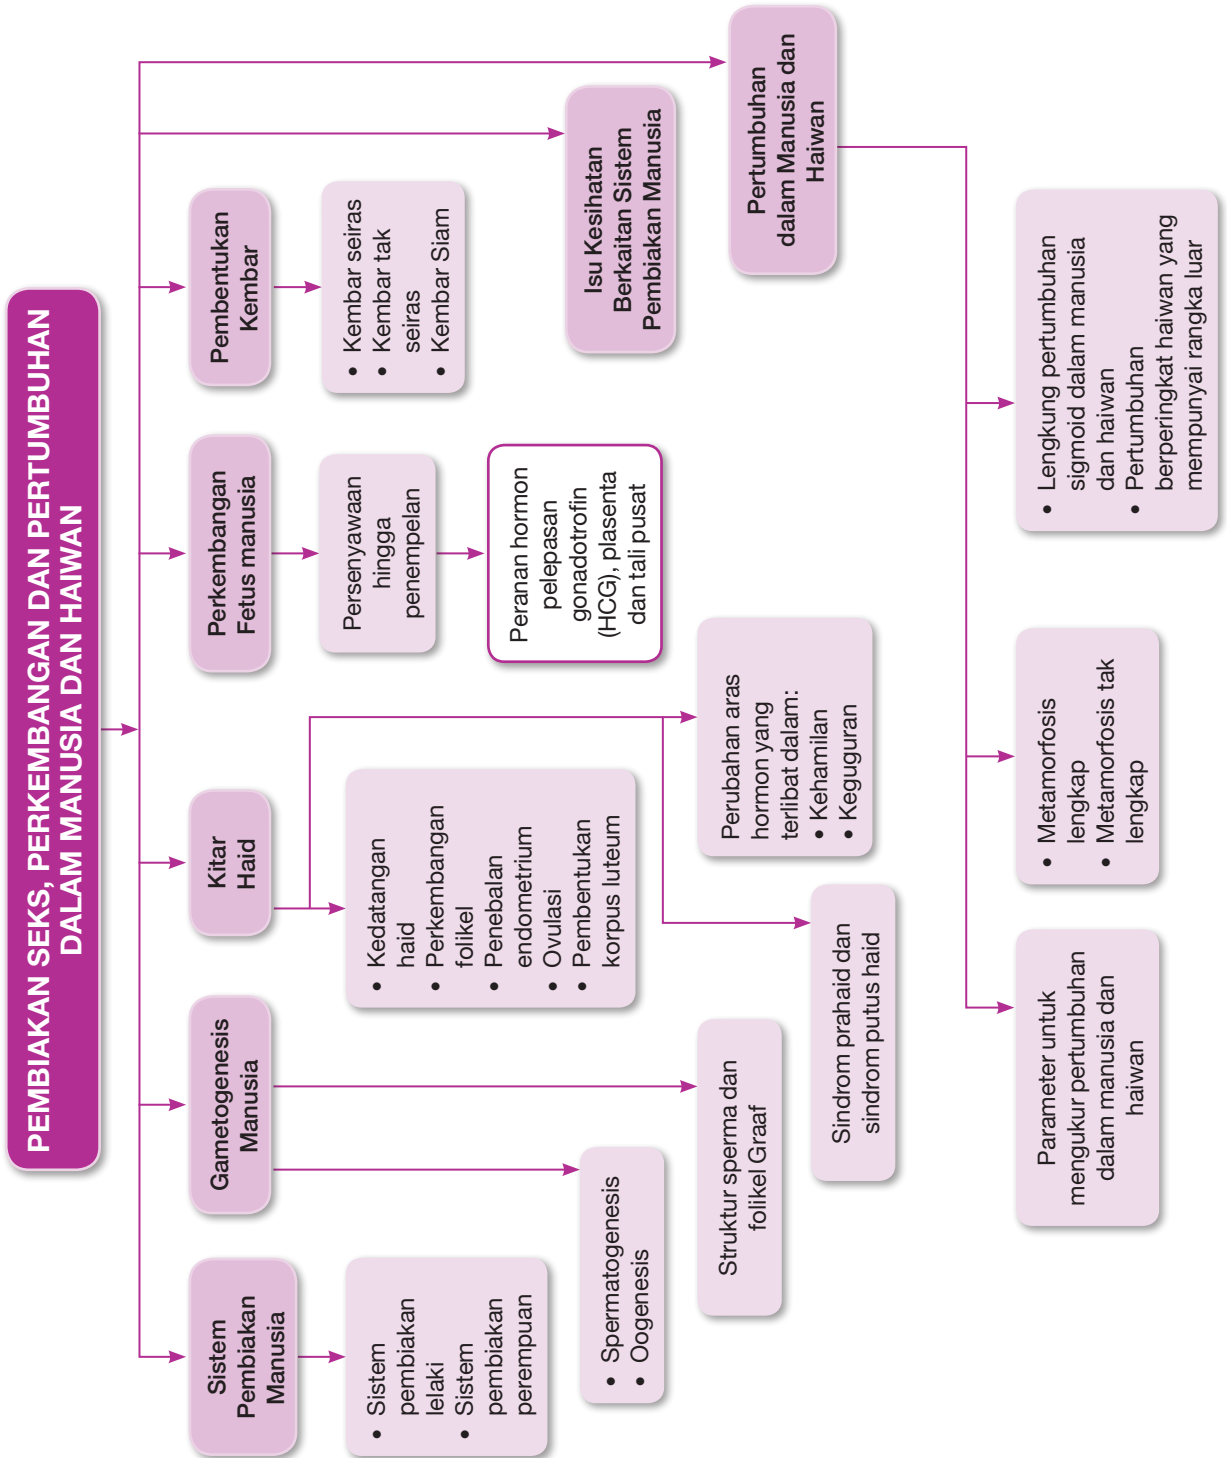 PEMBIAKAN SEKS, PERKEMBANGAN DAN PERTUMBUHAN
DALAM MANUSIA DAN HAIWAN
Sistem
Pembiakan
Manusia
• Sistem
pembiakan
lelaki
• Sistem
pembiakan
perempuan
Gametogenesis
Manusia
• Spermatogenesis
• Oogenesis
Struktur sperma dan
folikel Graaf
Kitar
Haid
• Kedatangan
haid
• Perkembangan
folikel
• Penebalan
endometrium
• Ovulasi
• Pembentukan
korpus luteum
Perubahan aras
hormon yang
terlibat dalam:
• Kehamilan
• Keguguran
Sindrom prahaid dan
sindrom putus haid
Perkembangan
Fetus manusia
Persenyawaan
hingga
penempelan
Peranan hormon
pelepasan
gonadotrofin
(HCG), plasenta
dan tali pusat
Pembentukan
Kembar
• Kembar seiras
• Kembar tak
seiras
• Kembar Siam
Isu Kesihatan
Berkaitan Sistem
Pembiakan Manusia
Pertumbuhan
dalam Manusia dan
Haiwan
Parameter untuk
mengukur pertumbuhan
dalam manusia dan
haiwan
• Metamorfosis
lengkap
• Metamorfosis tak
lengkap
• Lengkung pertumbuhan
sigmoid dalam manusia
dan haiwan
• Pertumbuhan
berperingkat haiwan yang
mempunyai rangka luar